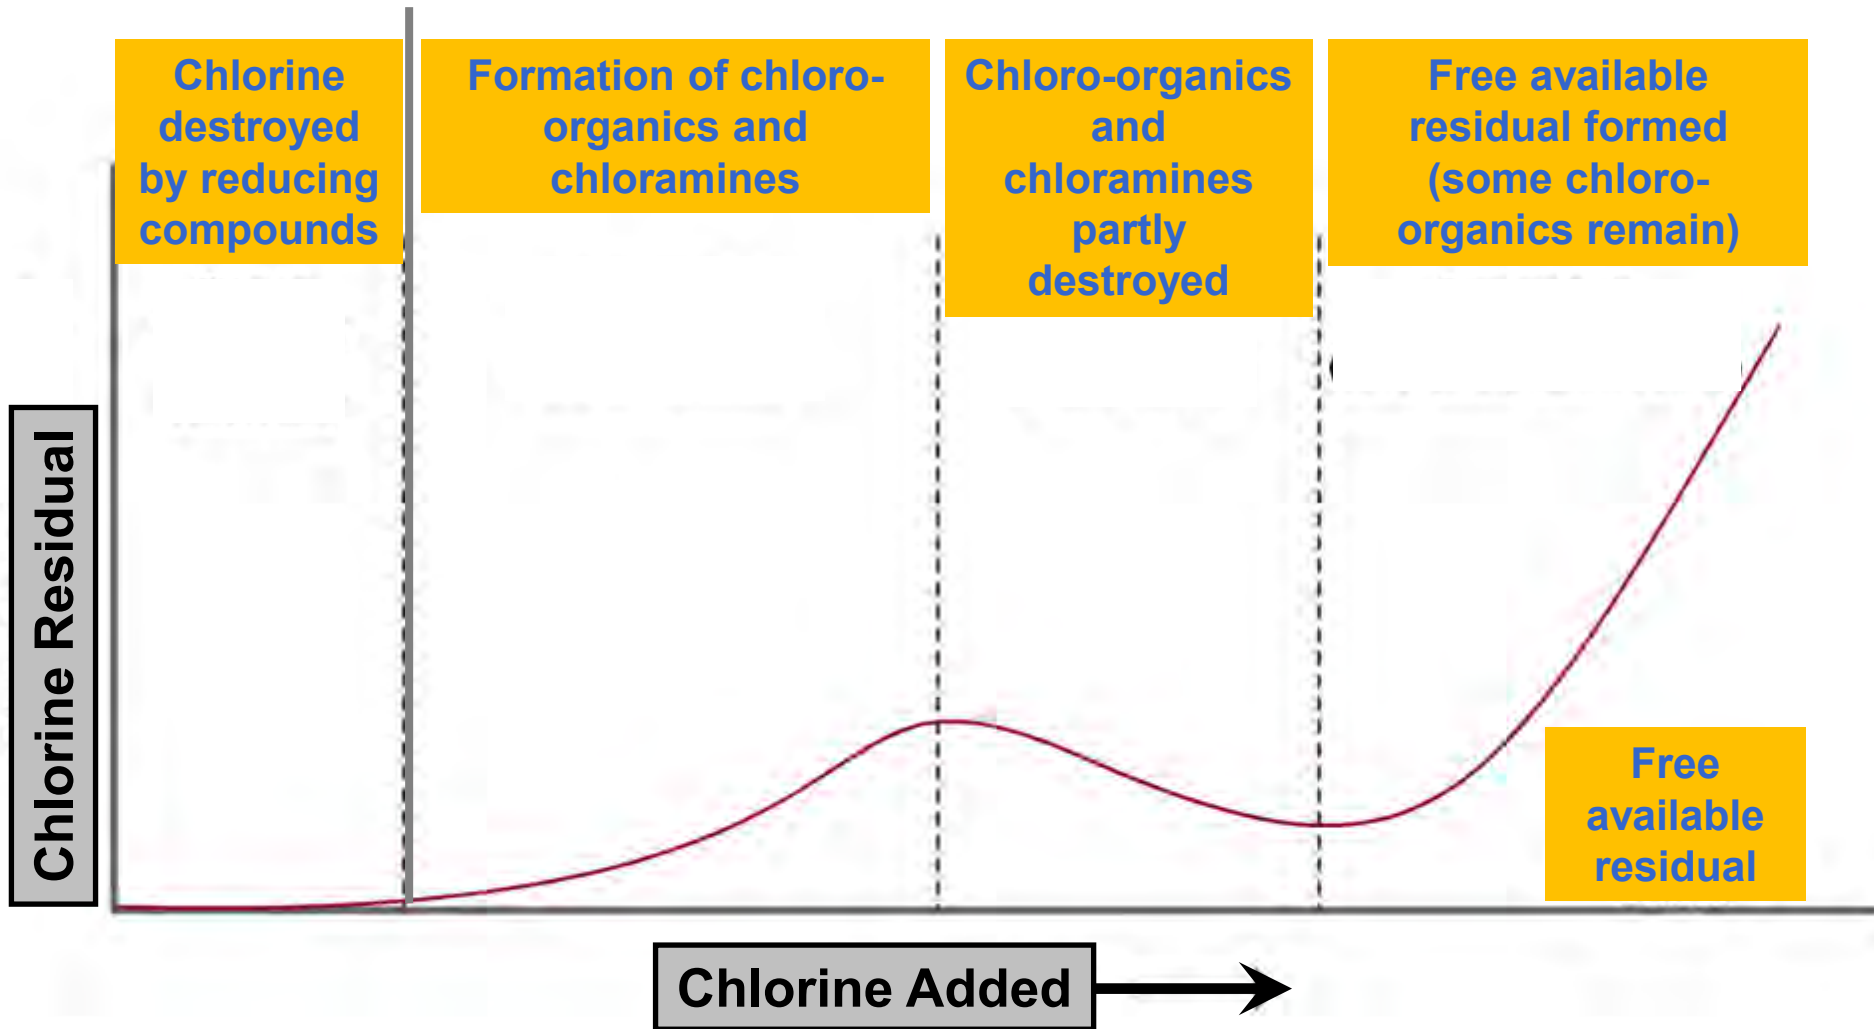 Chlorine
destroyed
by reducing
compounds
Formation of chloro-
organics and
chloramines
Chloro-organics
and
chloramines
partly
destroyed
Free available
residual formed
(some chloro-
organics remain)
Chlorine Residual
Free
available
residual
Chlorine Added